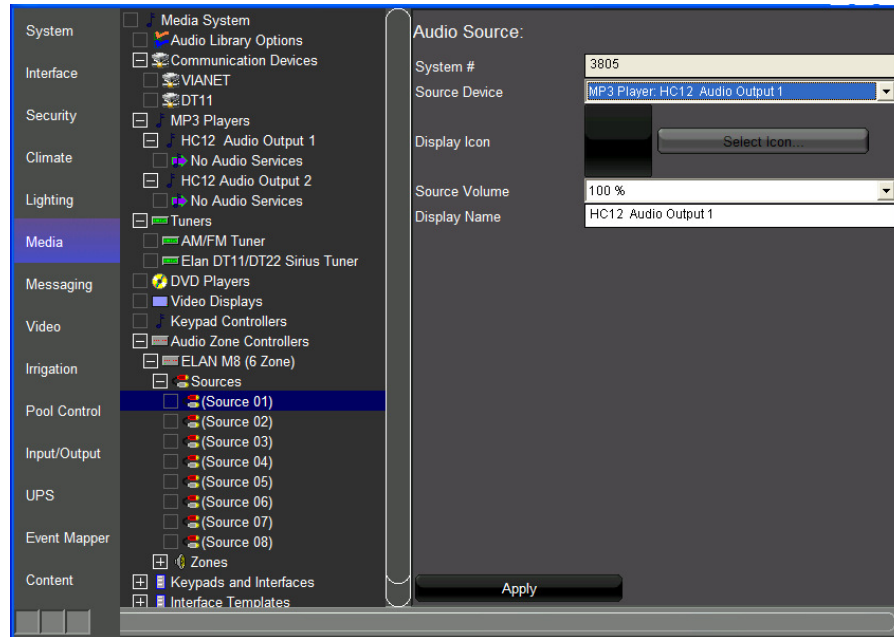 System
Interface
Security
Climate
Lighting
Media
Messaging
Video
Irrigation
Pool Control
Input/Output
UPS
Event Mapper
Content
Media System
Audio Library Options
Communication Devices
VIANET
DT11
MP3 Players
HC12 Audio Output 1
No Audio Services
HC12 Audio Output 2
No Audio Services
Tuners
AM/FM Tuner
Elan DT11/DT22 Sirius Tuner
DVD Players
Video Displays
Keypad Controllers
Audio Zone Controllers
ELAN M8 (6 Zone)
Sources
(Source 01)
(Source 02)
(Source 03)
(Source 04)
(Source 05)
(Source 06)
(Source 07)
(Source 08)
Zones
Keypads and Interfaces
Interface Templates
Audio Source:
System # 3805
Source Device MP3 Player: HC12 Audio Output 1
Display Icon Select Icon...
Source Volume 100 %
Display Name HC12 Audio Output 1
Apply